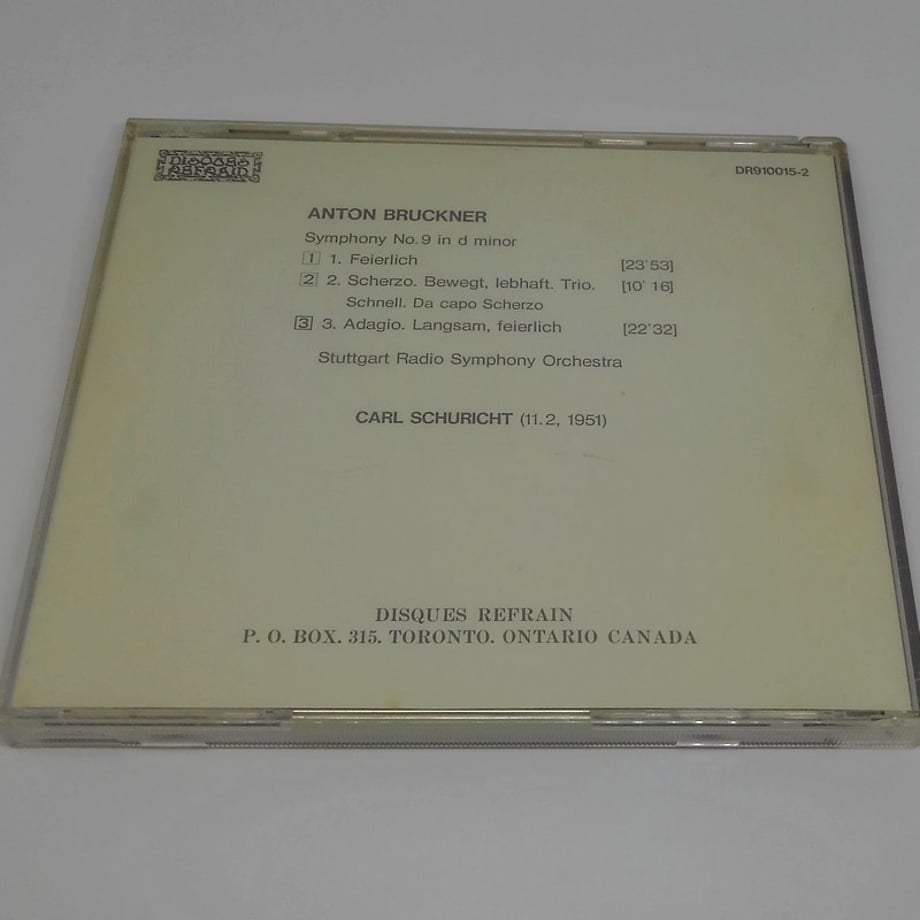 DISQUES
REFRAIN
DR910015-2
ANTON BRUCKNER
Symphony No. 9 in d minor
1 1. Feierlich [23'53]
2 2. Scherzo. Bewegt, lebhaft. Trio. [10' 16]
Schnell. Da capo Scherzo
3 3. Adagio. Langsam, feierlich [22'32]
Stuttgart Radio Symphony Orchestra
CARL SCHURICHT (11. 2, 1951)
DISQUES REFRAIN
P. O. BOX. 315. TORONTO. ONTARIO CANADA